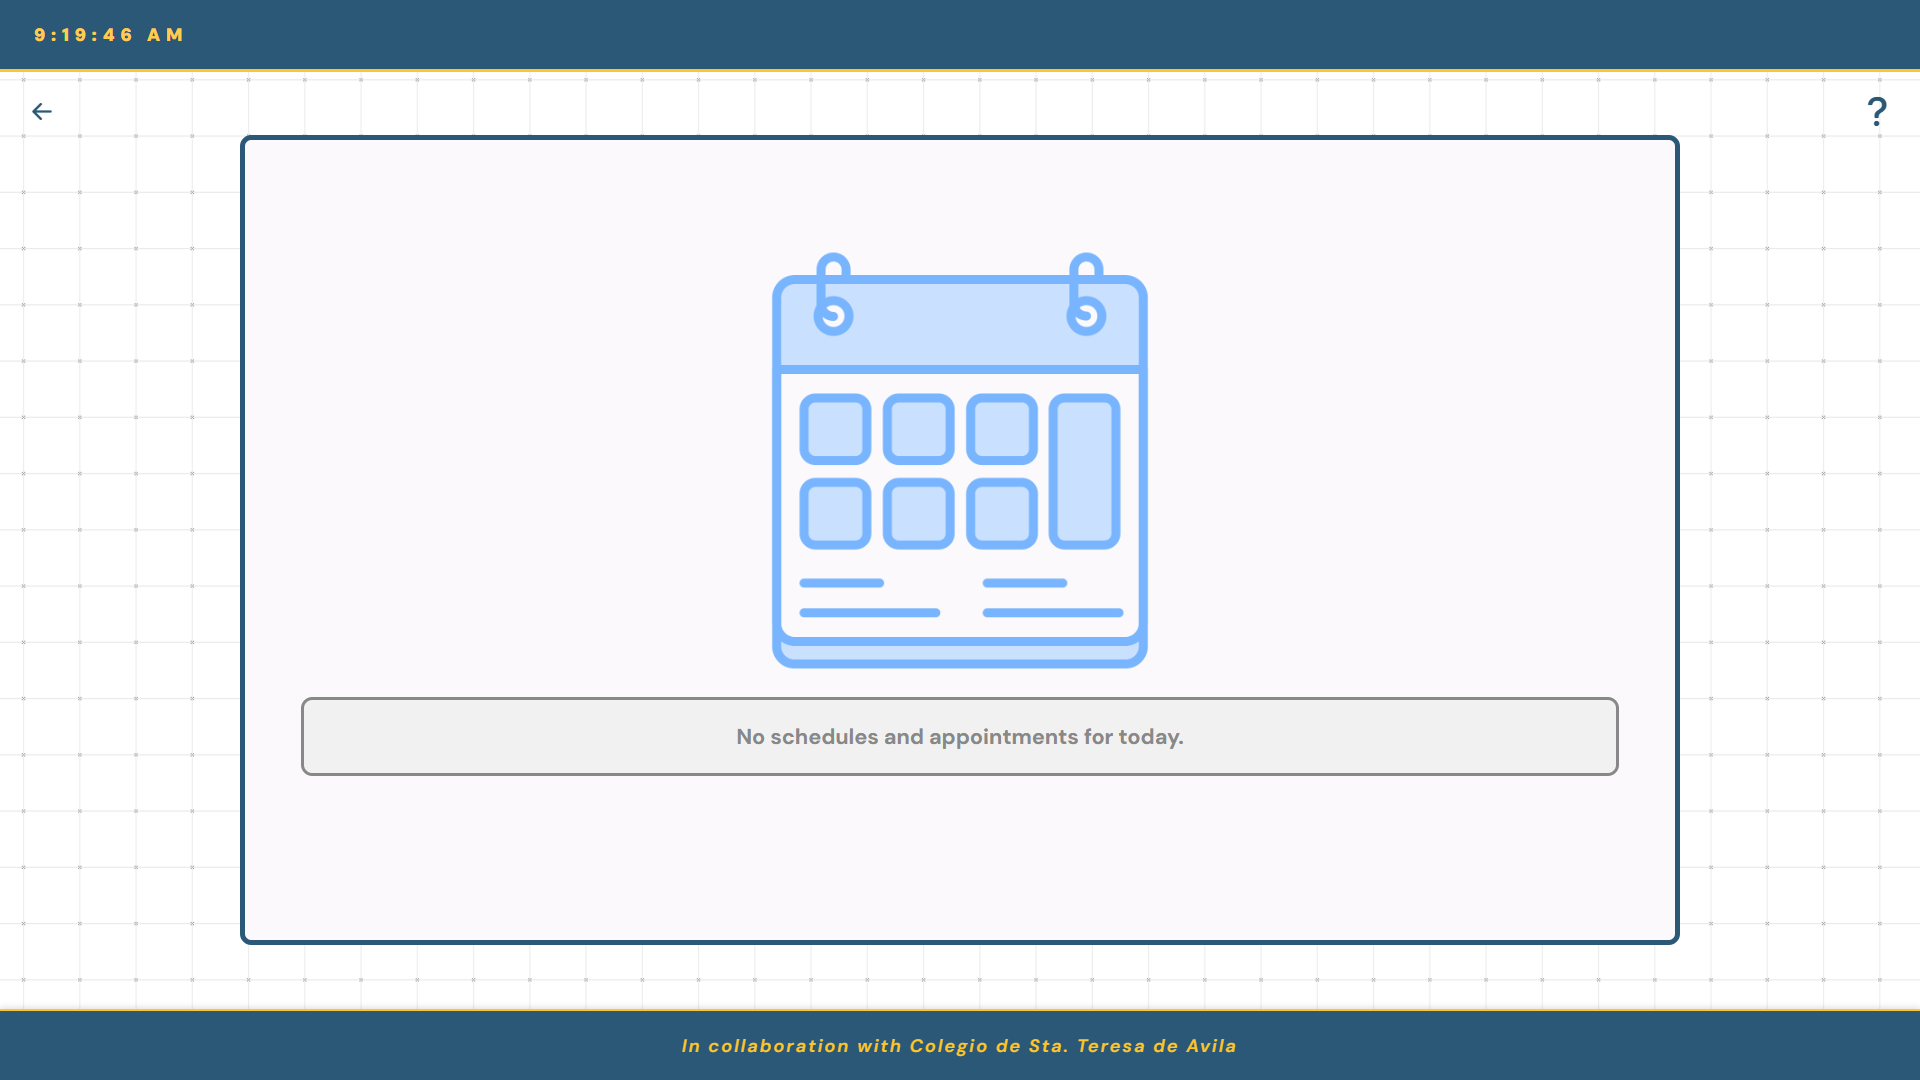 9:19:46 AM
?
No schedules and appointments for today.
In collaboration with Colegio de Sta. Teresa de Avila